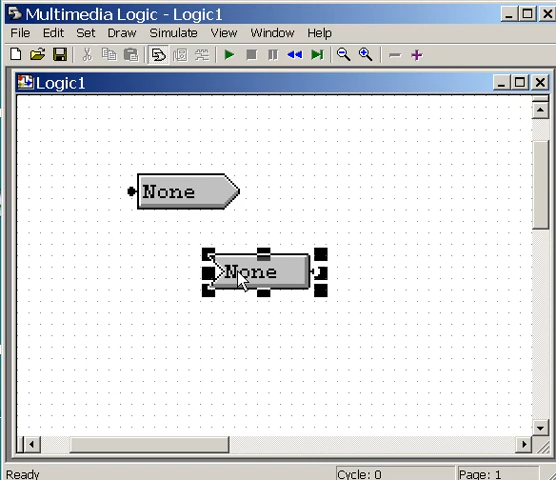 Multimedia Logic - Logic1
File Edit Set Draw Simulate View Window Help
Logic1
None
None
Ready Cycle: 0 Page: 1